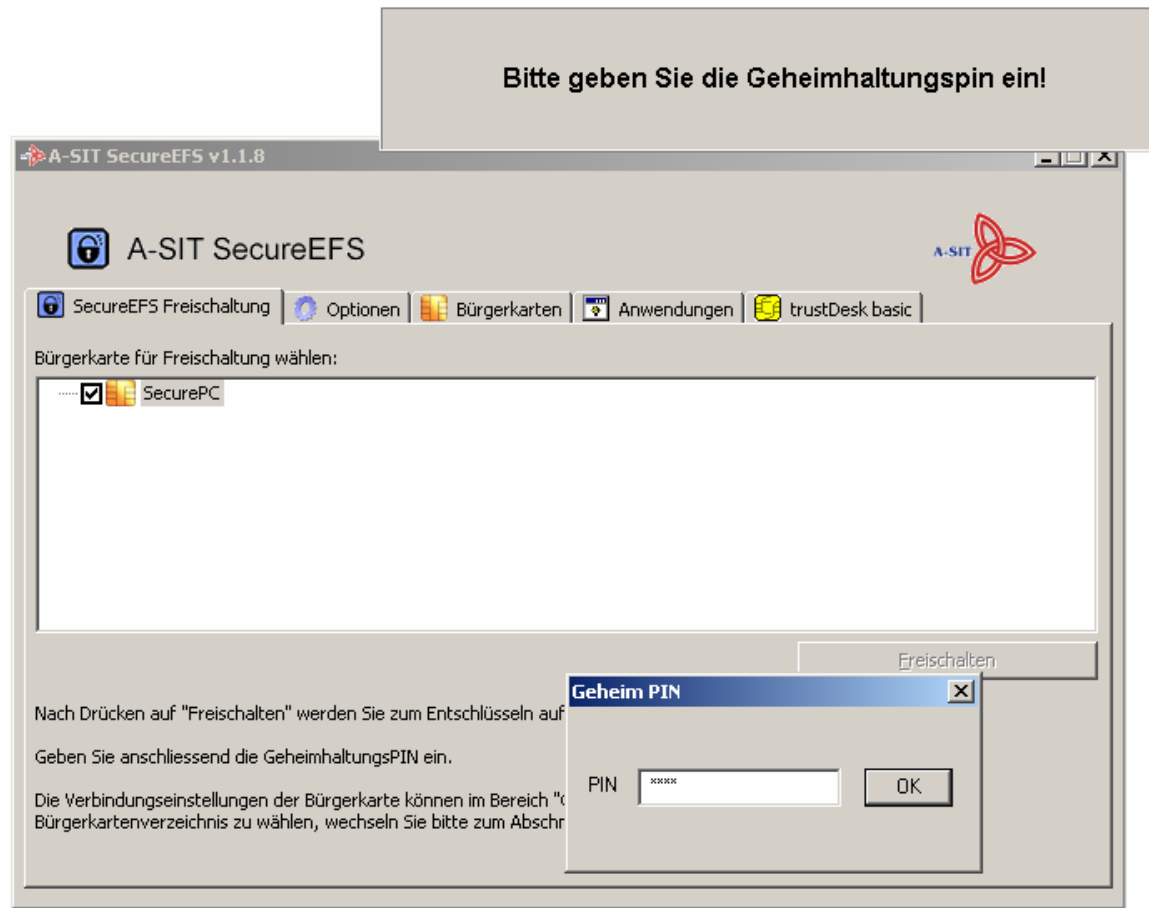 Bitte geben Sie die Geheimhaltungspin ein!
A-SIT SecureEFS v1.1.8
A-SIT SecureEFS
A-SIT
SecureEFS Freischaltung Optionen Bürgerkarten Anwendungen trustDesk basic
Bürgerkarte für Freischaltung wählen:
SecurePC
Freischalten
Geheim PIN
Nach Drücken auf "Freischalten" werden Sie zum Entschlüsseln auf
Geben Sie anschliessend die GeheimhaltungsPIN ein.
PIN **** OK
Die Verbindungseinstellungen der Bürgerkarte können im Bereich "
Bürgerkartenverzeichnis zu wählen, wechseln Sie bitte zum